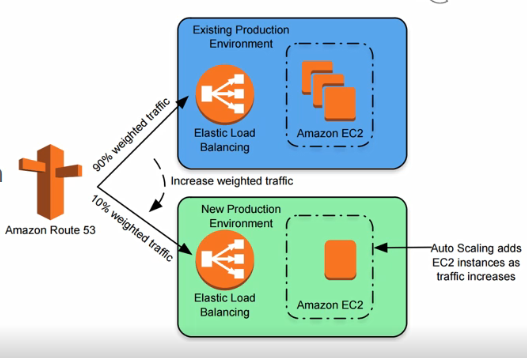 Existing Production
Environment
Elastic Load
Balancing
Amazon EC2
90% weighted traffic
Increase weighted traffic
Amazon Route 53
10% weighted traffic
New Production
Environment
Elastic Load
Balancing
Amazon EC2
Auto Scaling adds
EC2 instances as
traffic increases